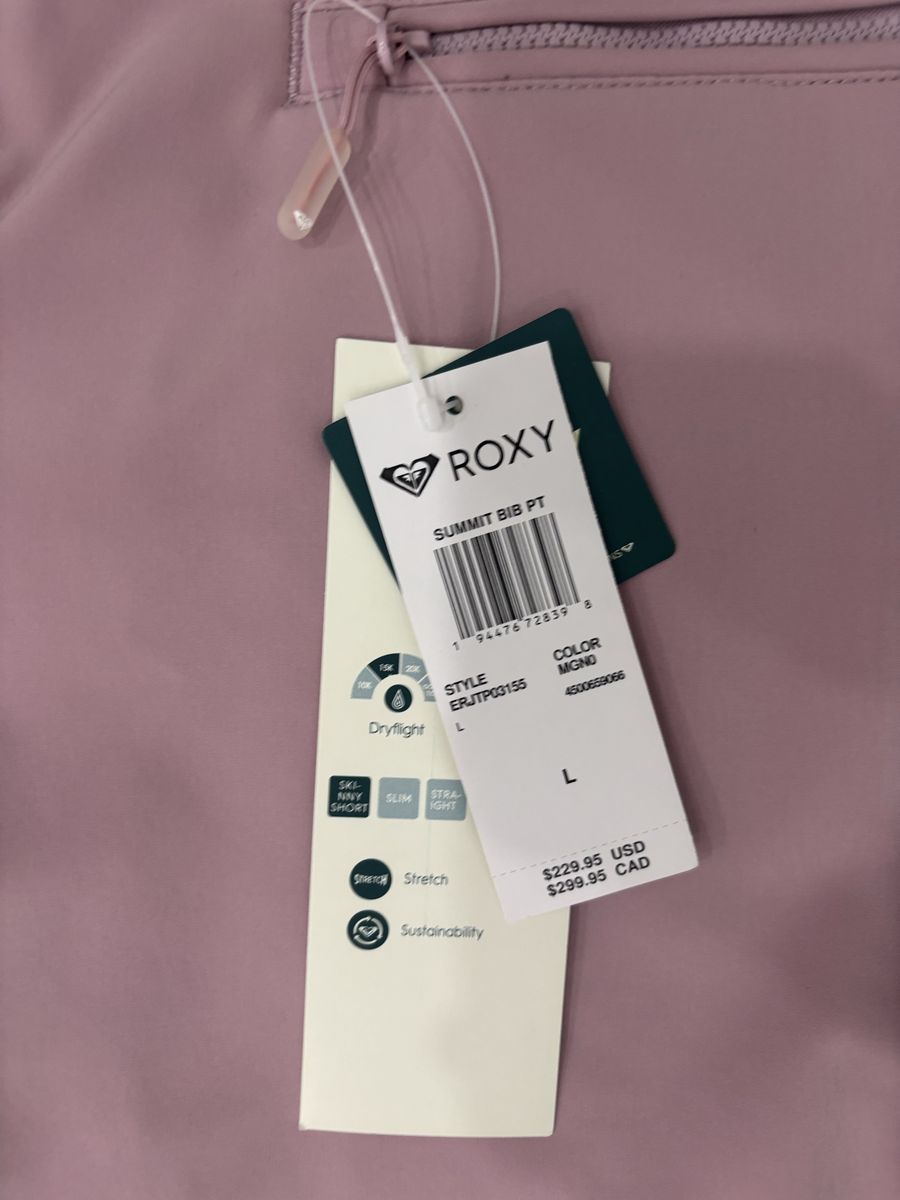 ROXY
SUMMIT BIB PT
1 94476 72839 8
STYLE
ERJTP03155
COLOR
MGN0
4500659066
L
L
$229.95 USD
$299.95 CAD
10K
15K
20K
Dryflight
SKI-
NNY
SHORT
SLIM
STRA-
IGHT
STRETCH
Stretch
Sustainability